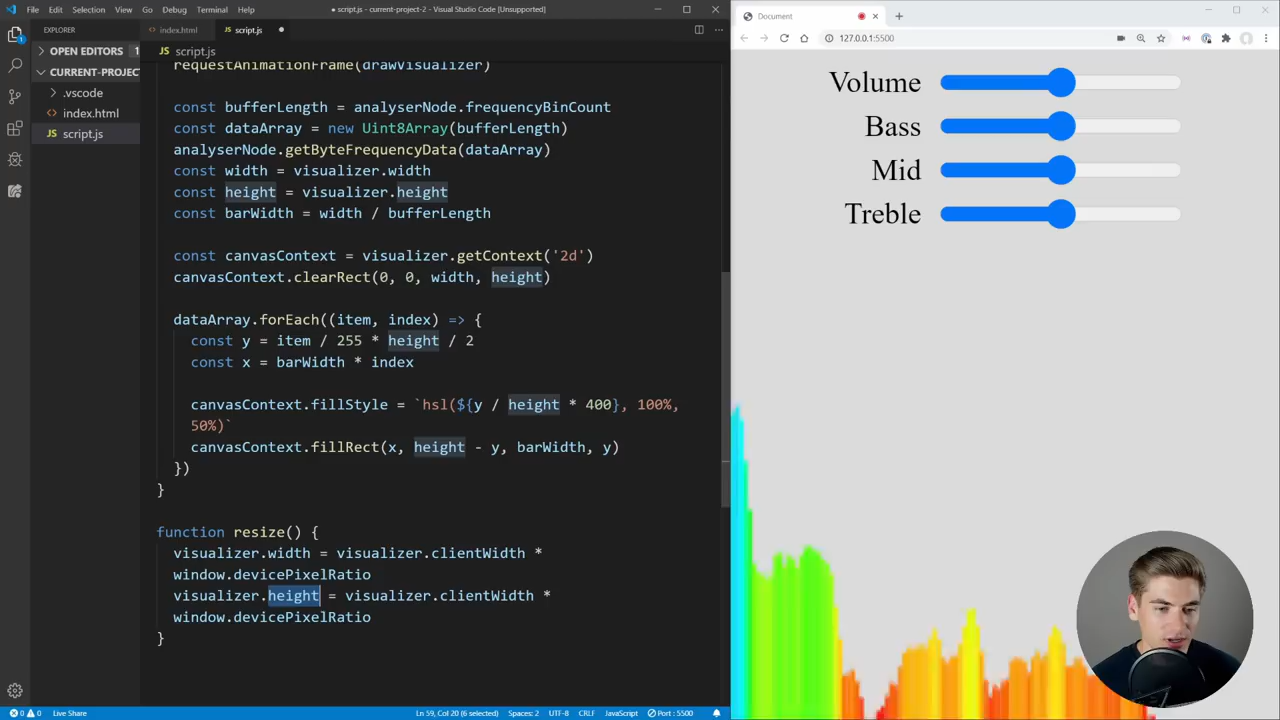 File Edit Selection View Go Run Debug Terminal Help
● script.js - current-project-2 - Visual Studio Code [Unsupported]
EXPLORER
OPEN EDITORS 1
CURRENT-PROJECT
.vscode
index.html
JS script.js
index.html
JS script.js ●
JS script.js
requestAnimationFrame(drawVisualizer)
const bufferLength = analyserNode.frequencyBinCount
const dataArray = new Uint8Array(bufferLength)
analyserNode.getByteFrequencyData(dataArray)
const width = visualizer.width
const height = visualizer.height
const barWidth = width / bufferLength
const canvasContext = visualizer.getContext('2d')
canvasContext.clearRect(0, 0, width, height)
dataArray.forEach((item, index) => {
const y = item / 255 * height / 2
const x = barWidth * index
canvasContext.fillStyle = `hsl(${y / height * 400}, 100%,
50%)`
canvasContext.fillRect(x, height - y, barWidth, y)
})
}
function resize() {
visualizer.width = visualizer.clientWidth *
window.devicePixelRatio
visualizer.height = visualizer.clientWidth *
window.devicePixelRatio
}
0 0 Live Share
Ln 59, Col 20 (6 selected) Spaces: 2 UTF-8 CRLF JavaScript Port : 5500
Document
127.0.0.1:5500
Volume
Bass
Mid
Treble